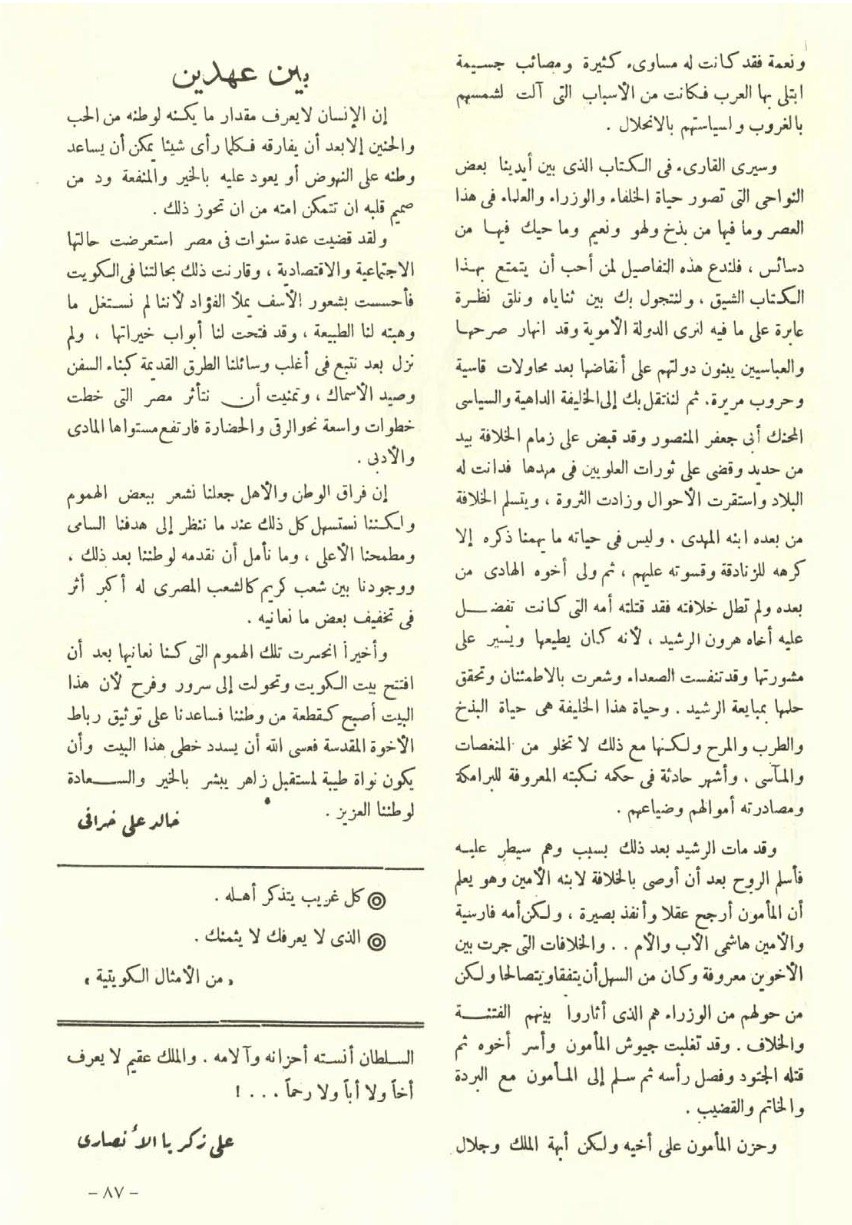 ونعمة فقد كانت له مساوىء كثيرة ومصائب جسيمة
ابتلى بها العرب فكانت من الأسباب التى آلت لشمسهم
بالغروب ولسياستهم بالانحلال .
وسيرى القارىء فى الكتاب الذى بين أيدينا بعض
النواحى التى تصور حياة الخلفاء والوزراء والعلماء فى هذا
العصر وما فيها من بذخ ولهو ونعيم وما حيك فيها من
دسائس ، فلندع هذه التفاصيل لمن أحب أن يتمتع بهذا
الكتاب الشيق ، ولنتجول بك بين ثناياه ونلق نظرة
عابرة على ما فيه لنرى الدولة الأموية وقد انهار صرحها
والعباسيين يبنون دولتهم على أنقاضها بعد محاولات قاسية
وحروب مريرة. ثم لننتقل بك إلى الخليفة الداهية والسياسى
المحنك أبى جعفر المنصور وقد قبض على زمام الخلافة بيد
من حديد وقضى على ثورات العلويين فى مهدها فدانت له
البلاد واستقرت الأحوال وزادت الثروة ، ويتسلم الخلافة
من بعده ابنه المهدى ، وليس فى حياته ما يهمنا ذكره إلا
كرهه للزنادقة وقسوته عليهم ، ثم ولى أخوه الهادى من
بعده ولم تطل خلافته فقد قتلته أمه التى كانت تفضل
عليه أخاه هرون الرشيد ، لأنه كان يطيعها ويسير على
مشورتها وقد تنفست الصعداء وشعرت بالاطمئنان وتحقق
حلمها بمبايعة الرشيد . وحياة هذا الخليفة هى حياة البذخ
والطرب والمرح ولكنها مع ذلك لا تخلو من المنغصات
والمآسى ، وأشهر حادثة فى حكمه نكبته المعروفة للبرامكة
ومصادرته أموالهم وضياعهم .
وقد مات الرشيد بعد ذلك بسبب وهم سيطر عليه
فأسلم الروح بعد أن أوصى بالخلافة لابنه الأمين وهو يعلم
أن المأمون أرجح عقلا وأنفذ بصيرة ، ولكن أمه فارسية
والأمين هاشمى الأب والأم . . والخلافات التى جرت بين
الأخوين معروفة وكان من السهل أن يتفقا ويتصالحا ولكن
من حولهم من الوزراء هم الذى أثاروا بينهم الفتنة
والخلاف . وقد تغلبت جيوش المأمون وأسر أخوه ثم
قتله الجنود وفصل رأسه ثم سلم إلى المأمون مع البردة
والخاتم والقضيب .
وحزن المأمون على أخيه ولكن أبهة الملك وجلال
السلطان أنسته أحزانه وآلامه . والملك عقيم لا يعرف
أخاً ولا أباً ولا رحماً . . . !
على زكريا الأنصارى
بين عهدين
إن الإنسان لا يعرف مقدار ما يكنه لوطنه من الحب
والحنين إلا بعد أن يفارقه فكلما رأى شيئا يمكن أن يساعد
وطنه على النهوض أو يعود عليه بالخير والمنفعة ود من
صميم قلبه ان تتمكن امته من ان تحوز ذلك .
ولقد قضيت عدة سنوات فى مصر استعرضت حالتها
الاجتماعية والاقتصادية ، وقارنت ذلك بحالتنا فى الكويت
فأحسست بشعور الأسف يملأ الفؤاد لأننا لم نستغل ما
وهبته لنا الطبيعة ، وقد فتحت لنا أبواب خيراتها ، ولم
نزل بعد نتبع فى أغلب وسائلنا الطرق القديمة كبناء السفن
وصيد الأسماك ، وتمنيت أن نتأثر مصر التى خطت
خطوات واسعة نحو الرقى والحضارة فارتفع مستواها المادى
والأدبى .
إن فراق الوطن والأهل جعلنا نشعر ببعض الهموم
ولكننا نستسهل كل ذلك عند ما ننظر إلى هدفنا السامى
ومطمحنا الأعلى ، وما نأمل أن نقدمه لوطننا بعد ذلك ،
ووجودنا بين شعب كريم كالشعب المصرى له أكبر أثر
فى تخفيف بعض ما نعانيه .
وأخيراً انحسرت تلك الهموم التى كنا نعانيها بعد أن
افتتح بيت الكويت وتحولت إلى سرور وفرح لأن هذا
البيت أصبح كقطعة من وطننا فساعدنا على توثيق رباط
الأخوة المقدسة فعسى الله أن يسدد خطى هذا البيت وأن
يكون نواة طيبة لمستقبل زاهر يبشر بالخير والسعادة
لوطننا العزيز .
خالد على خرافى
◎ كل غريب يتذكر أهله .
◎ الذى لا يعرفك لا يثمنك .
« من الأمثال الكويتية »
- ٨٧ -